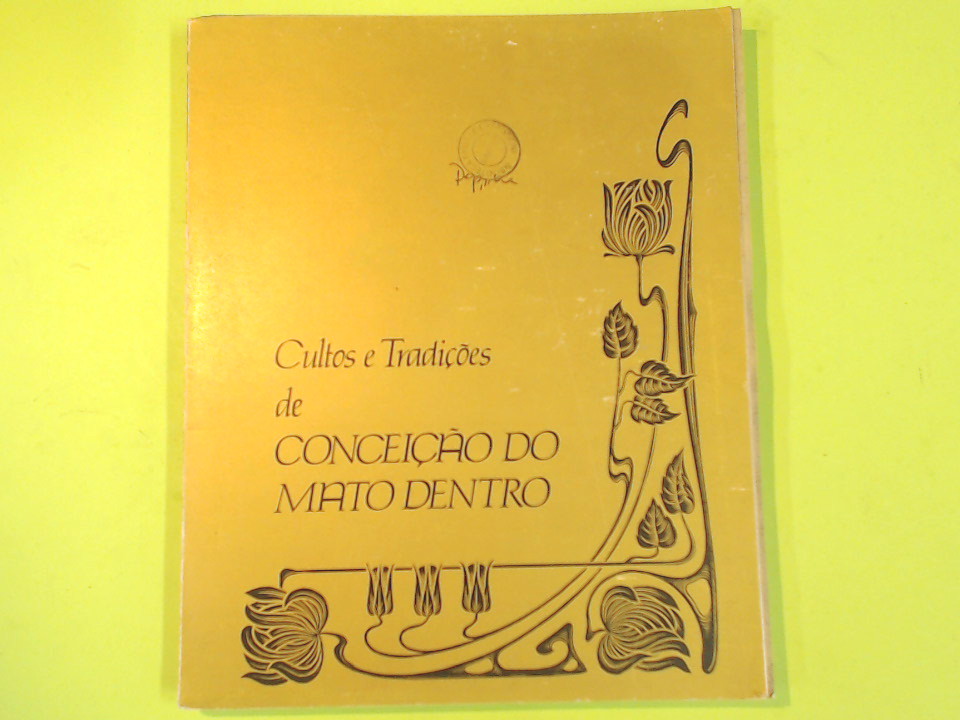 Cultos e Tradições
de
CONCEIÇÃO DO
MATO DENTRO